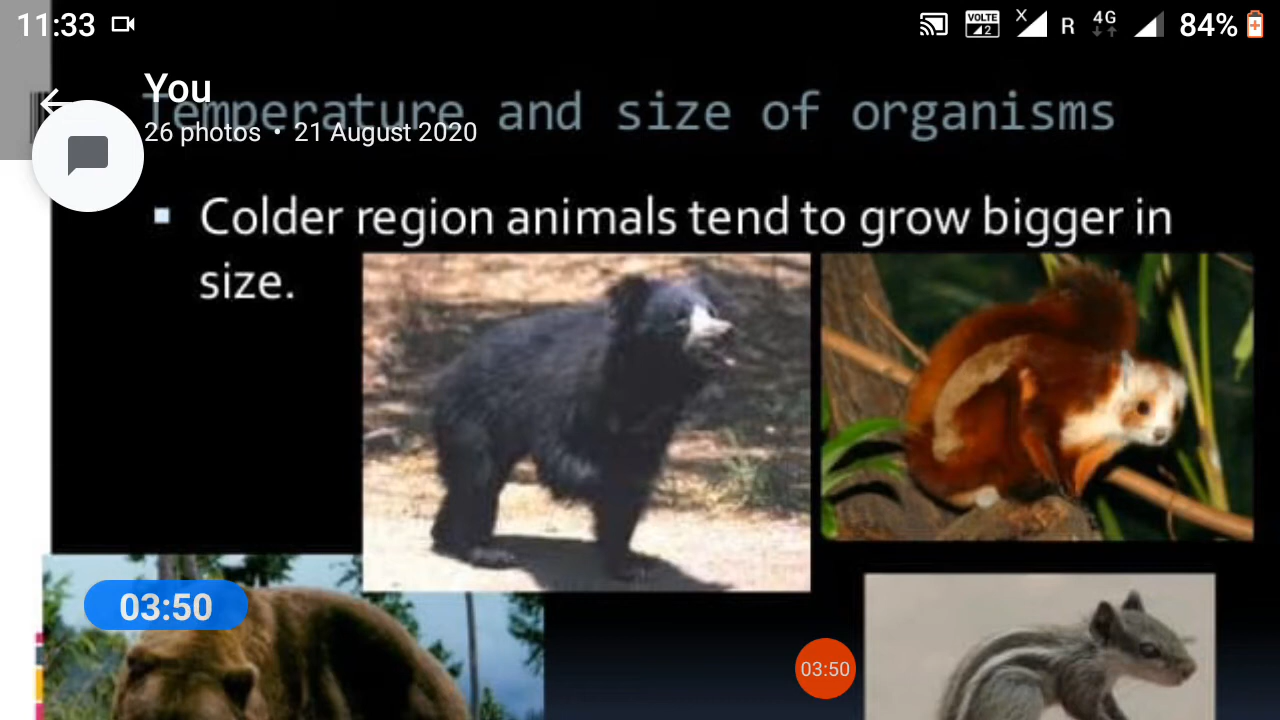 11:33
VOLTE 2 X R 4G 84%
You
Temperature and size of organisms
26 photos • 21 August 2020
Colder region animals tend to grow bigger in
size.
03:50
03:50